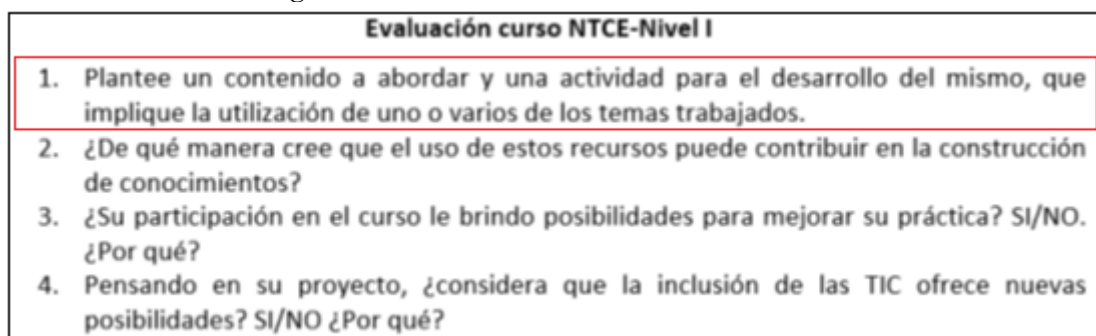 Evaluación curso NTCE-Nivel I
1. Plantee un contenido a abordar y una actividad para el desarrollo del mismo, que
implique la utilización de uno o varios de los temas trabajados.
2. ¿De qué manera cree que el uso de estos recursos puede contribuir en la construcción
de conocimientos?
3. ¿Su participación en el curso le brindo posibilidades para mejorar su práctica? SI/NO.
¿Por qué?
4. Pensando en su proyecto, ¿considera que la inclusión de las TIC ofrece nuevas
posibilidades? SI/NO ¿Por qué?